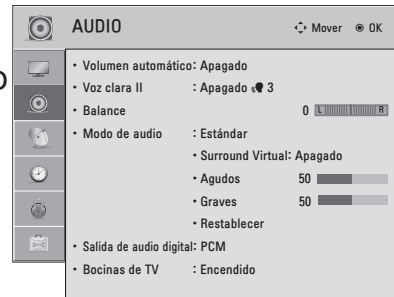 AUDIO Mover OK
• Volumen automático: Apagado
• Voz clara II : Apagado 3
• Balance 0 L R
• Modo de audio : Estándar
• Surround Virtual: Apagado
• Agudos 50
• Graves 50
• Restablecer
• Salida de audio digital: PCM
• Bocinas de TV : Encendido